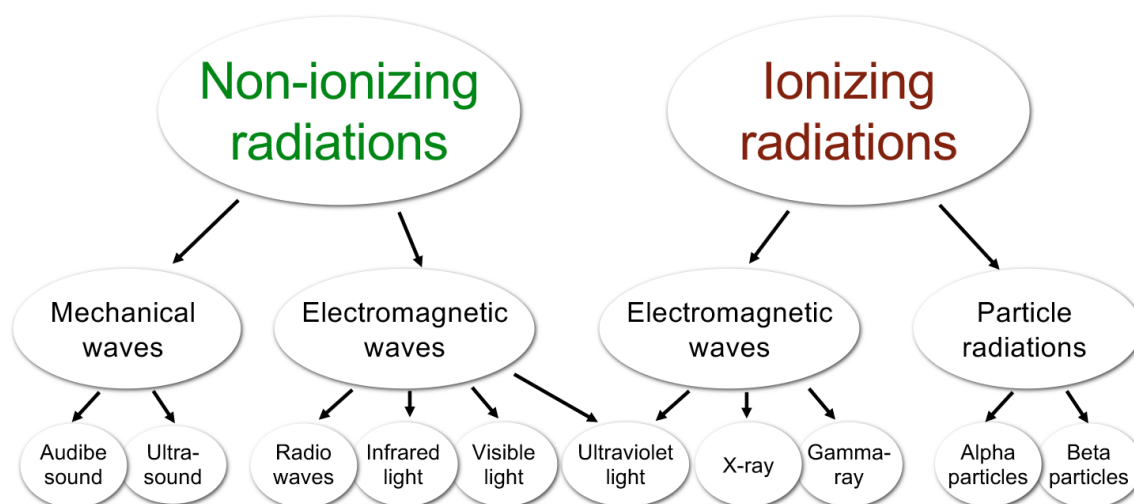 Non-ionizing
radiations
Ionizing
radiations
Mechanical
waves
Electromagnetic
waves
Electromagnetic
waves
Particle
radiations
Audibe
sound
Ultra-
sound
Radio
waves
Infrared
light
Visible
light
Ultraviolet
light
X-ray
Gamma-
ray
Alpha
particles
Beta
particles